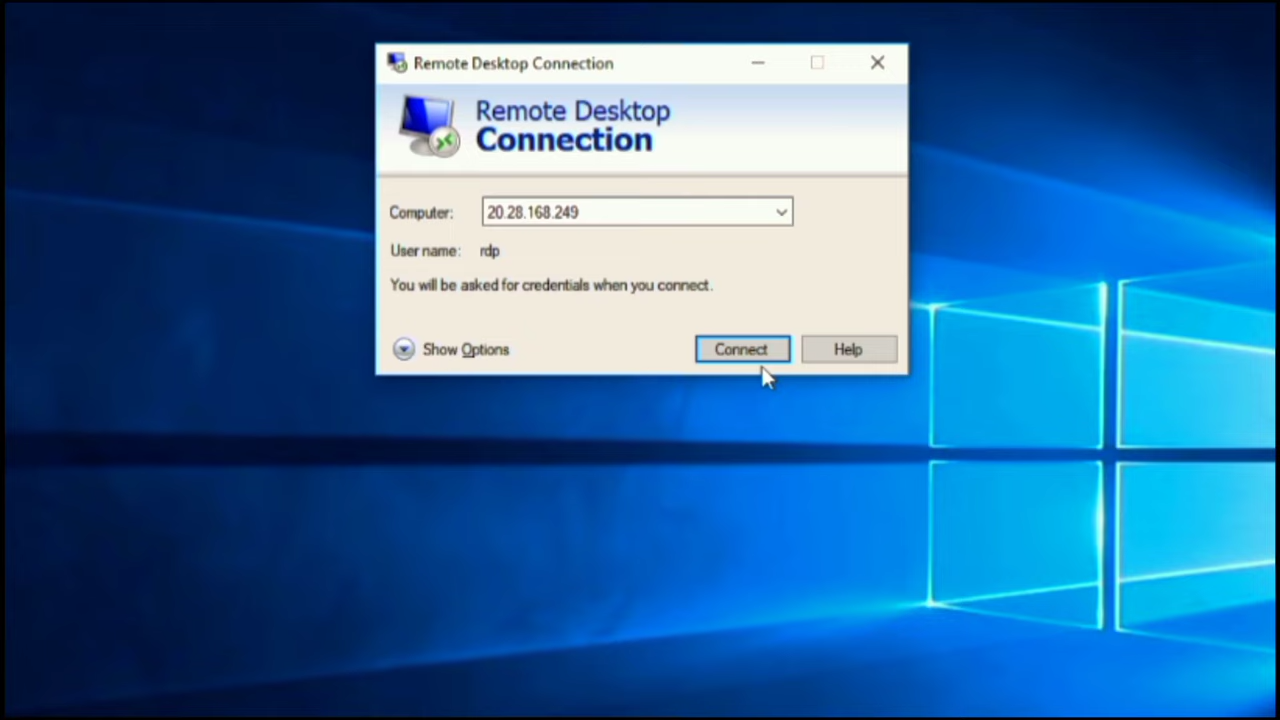 Remote Desktop Connection
Remote Desktop
Connection
Computer: 20.28.168.249
User name: rdp
You will be asked for credentials when you connect.
Show Options Connect Help